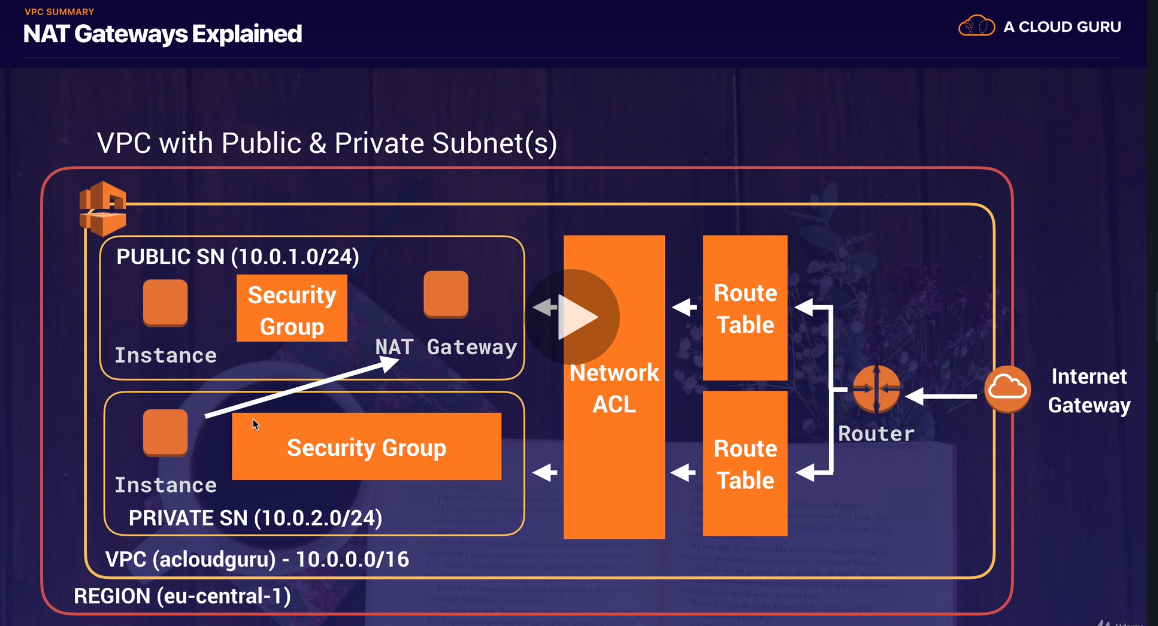 VPC SUMMARY
NAT Gateways Explained
A CLOUD GURU
VPC with Public & Private Subnet(s)
PUBLIC SN (10.0.1.0/24)
Instance
Security
Group
NAT Gateway
Instance
Security Group
PRIVATE SN (10.0.2.0/24)
Network
ACL
Route
Table
Route
Table
Router
Internet
Gateway
VPC (acloudguru) - 10.0.0.0/16
REGION (eu-central-1)